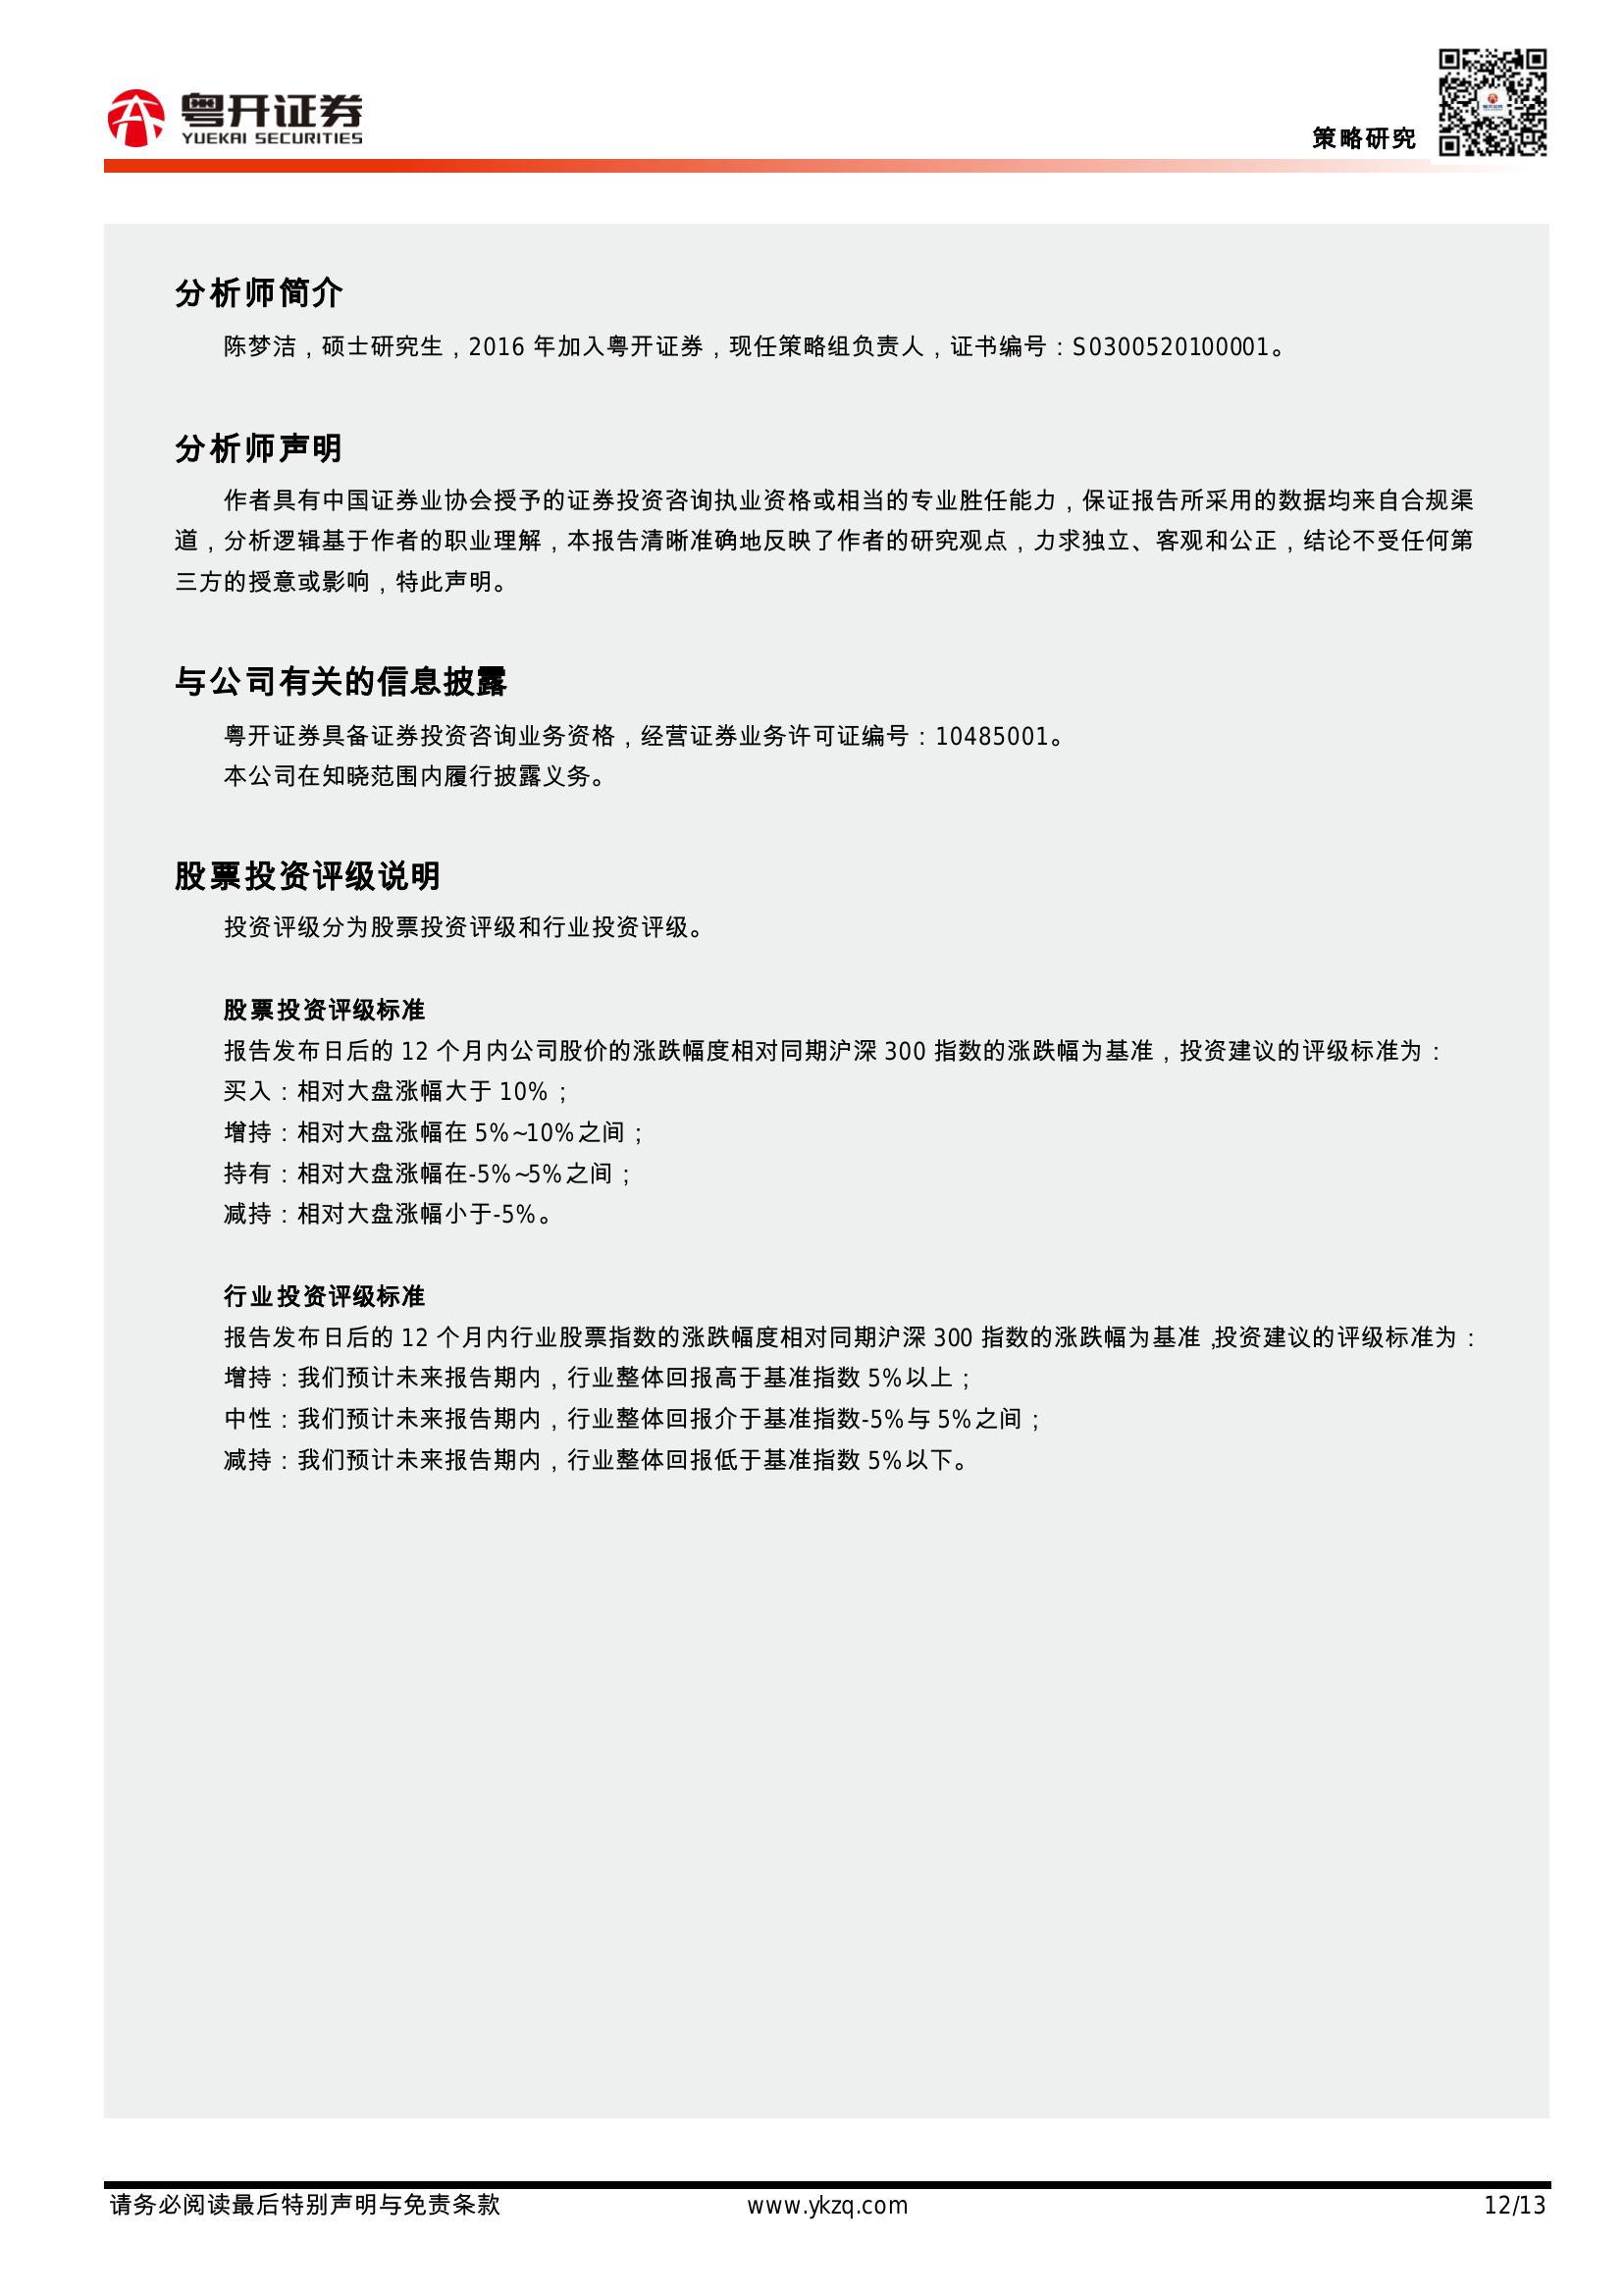 粤开证券
YUEKAI SECURITIES
策略研究
分析师简介
陈梦洁，硕士研究生，2016 年加入粤开证券，现任策略组负责人，证书编号：S0300520100001。
分析师声明
作者具有中国证券业协会授予的证券投资咨询执业资格或相当的专业胜任能力，保证报告所采用的数据均来自合规渠
道，分析逻辑基于作者的职业理解，本报告清晰准确地反映了作者的研究观点，力求独立、客观和公正，结论不受任何第
三方的授意或影响，特此声明。
与公司有关的信息披露
粤开证券具备证券投资咨询业务资格，经营证券业务许可证编号：10485001。
本公司在知晓范围内履行披露义务。
股票投资评级说明
投资评级分为股票投资评级和行业投资评级。
股票投资评级标准
报告发布日后的 12 个月内公司股价的涨跌幅度相对同期沪深 300 指数的涨跌幅为基准，投资建议的评级标准为：
买入：相对大盘涨幅大于 10%；
增持：相对大盘涨幅在 5%~10%之间；
持有：相对大盘涨幅在-5%~5%之间；
减持：相对大盘涨幅小于-5%。
行业投资评级标准
报告发布日后的 12 个月内行业股票指数的涨跌幅度相对同期沪深 300 指数的涨跌幅为基准，投资建议的评级标准为：
增持：我们预计未来报告期内，行业整体回报高于基准指数 5%以上；
中性：我们预计未来报告期内，行业整体回报介于基准指数-5%与 5%之间；
减持：我们预计未来报告期内，行业整体回报低于基准指数 5%以下。
请务必阅读最后特别声明与免责条款
www.ykzq.com
12/13